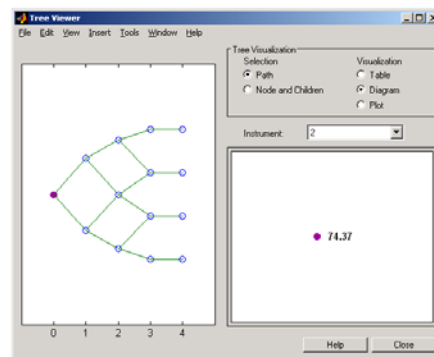 Tree Viewer
File Edit View Insert Tools Window Help
Tree Visualization
Selection
Visualization
Path
Table
Node and Children
Diagram
Plot
Instrument:
2
74.37
0 1 2 3 4
Help
Close